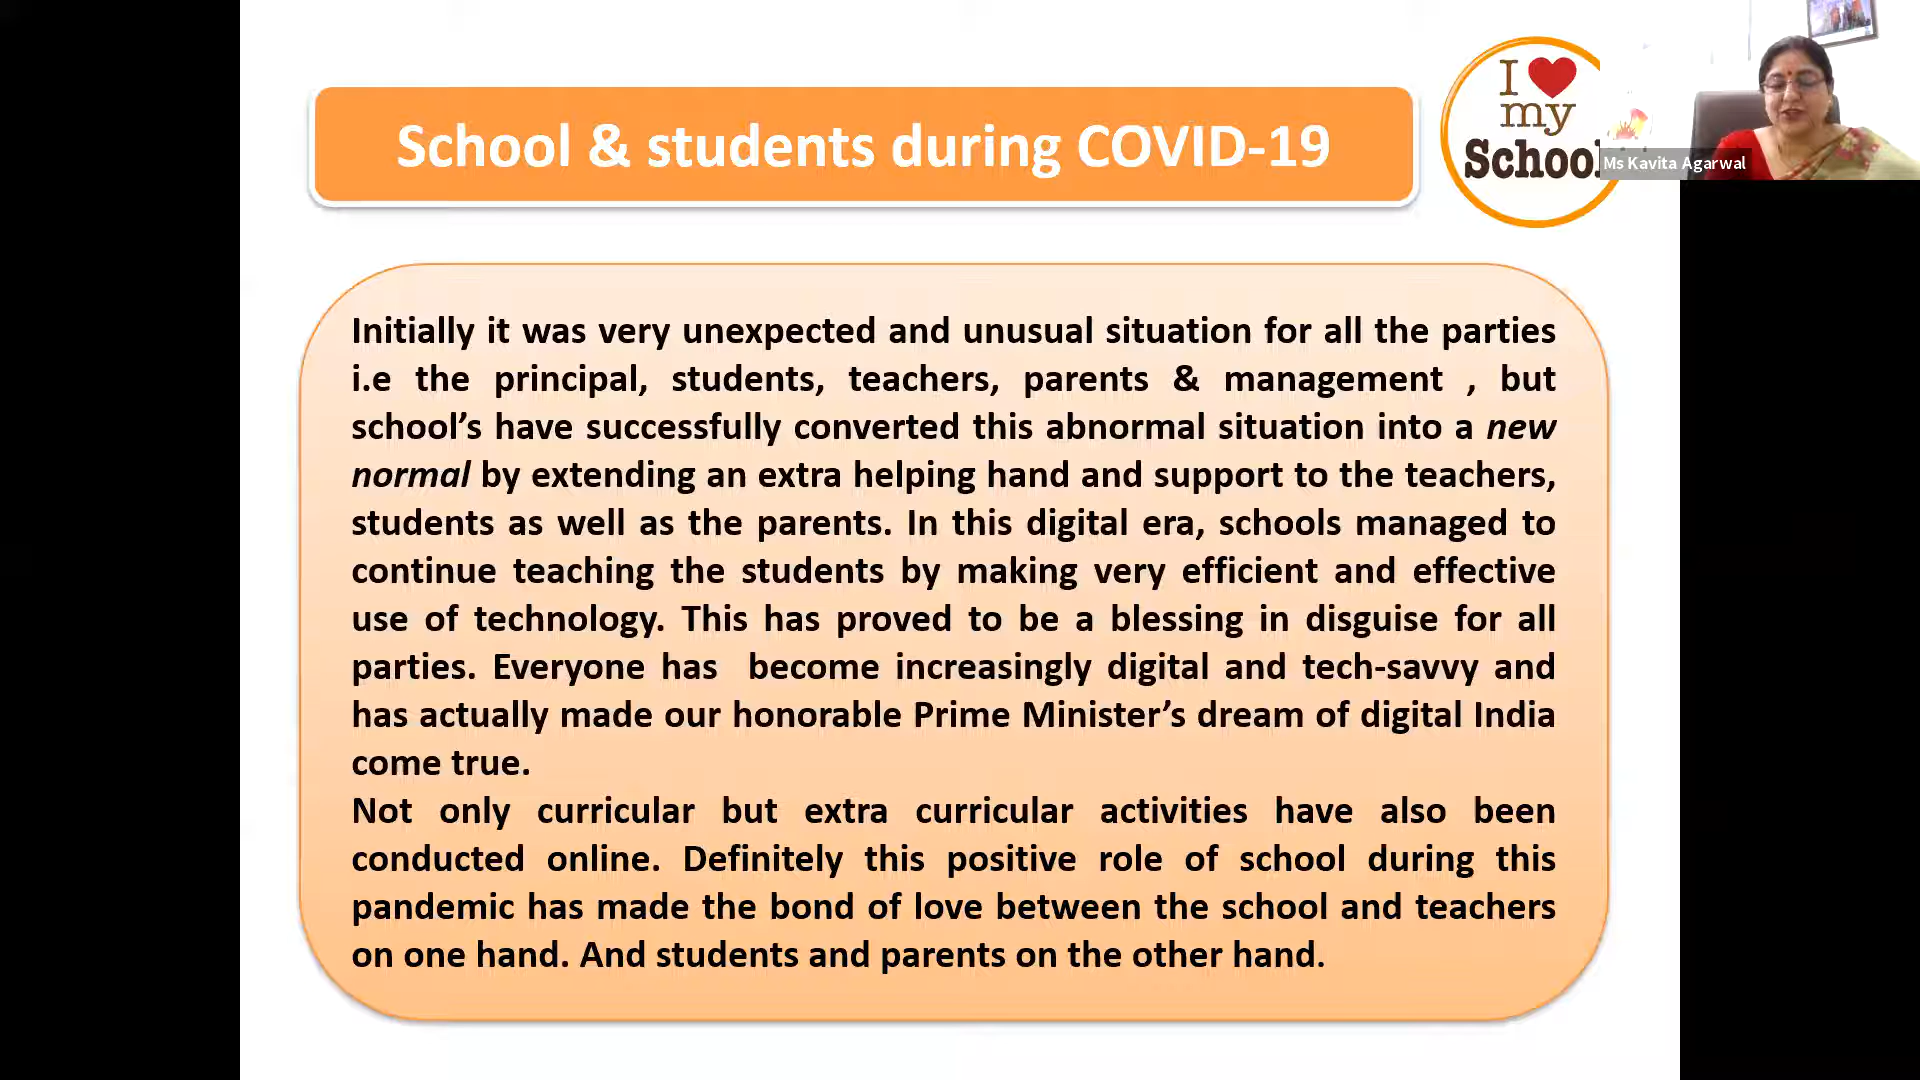 School & students during COVID-19
I
my
School
Ms Kavita Agarwal
Initially it was very unexpected and unusual situation for all the parties
i.e the principal, students, teachers, parents & management , but
school’s have successfully converted this abnormal situation into a new
normal by extending an extra helping hand and support to the teachers,
students as well as the parents. In this digital era, schools managed to
continue teaching the students by making very efficient and effective
use of technology. This has proved to be a blessing in disguise for all
parties. Everyone has  become increasingly digital and tech-savvy and
has actually made our honorable Prime Minister’s dream of digital India
come true.
Not only curricular but extra curricular activities have also been
conducted online. Definitely this positive role of school during this
pandemic has made the bond of love between the school and teachers
on one hand. And students and parents on the other hand.